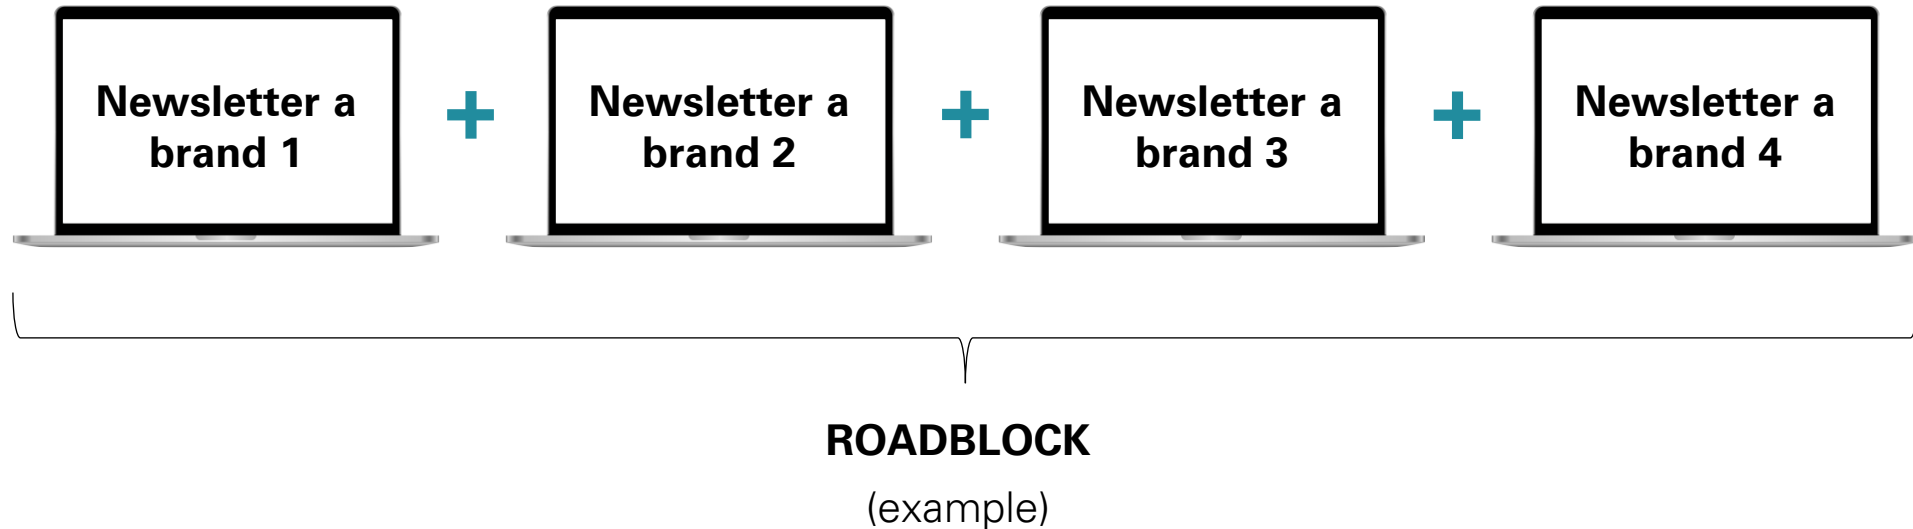 Newsletter a
brand 1
+
Newsletter a
brand 2
+
Newsletter a
brand 3
+
Newsletter a
brand 4
ROADBLOCK
(example)